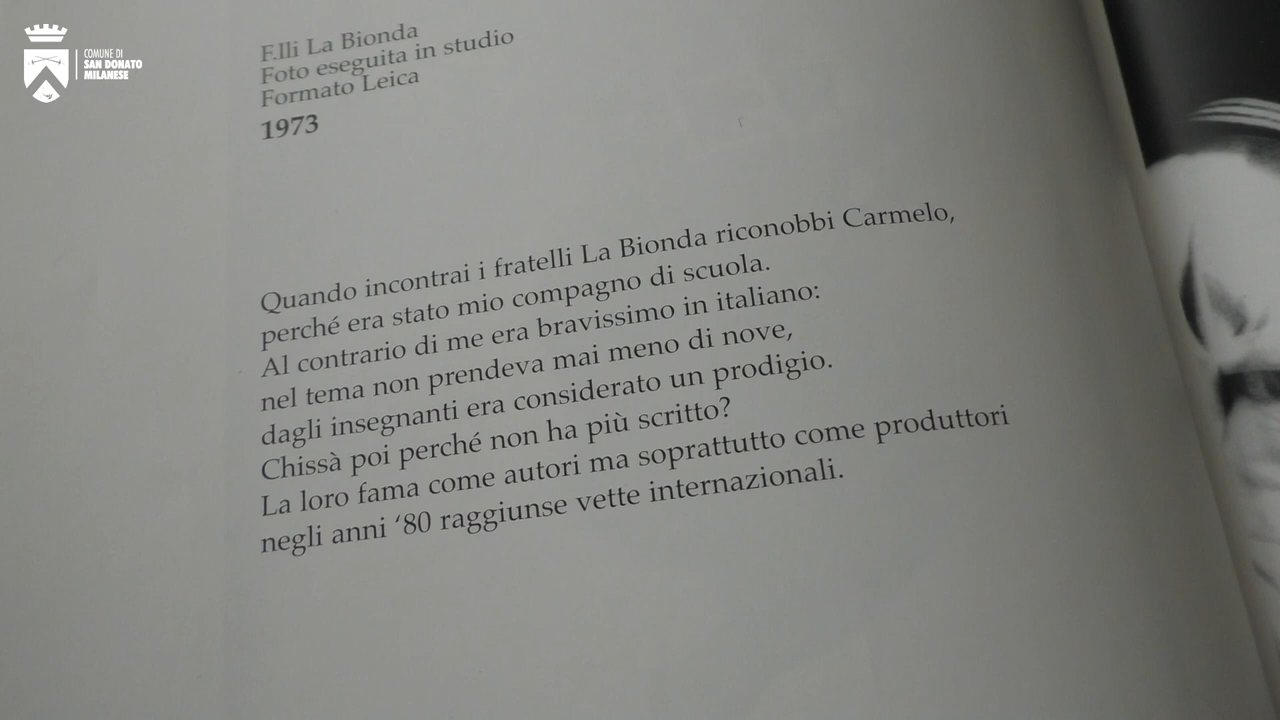 COMUNE DI
SAN DONATO
MILANESE
F.lli La Bionda
Foto eseguita in studio
Formato Leica
1973
Quando incontrai i fratelli La Bionda riconobbi Carmelo,
perché era stato mio compagno di scuola.
Al contrario di me era bravissimo in italiano:
nel tema non prendeva mai meno di nove,
dagli insegnanti era considerato un prodigio.
Chissà poi perché non ha più scritto?
La loro fama come autori ma soprattutto come produttori
negli anni ‘80 raggiunse vette internazionali.